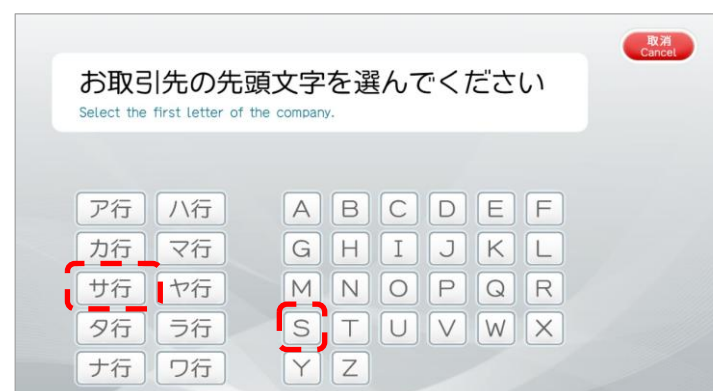 取消
Cancel
お取引先の先頭文字を選んでください
Select the first letter of the company.
ア行 ハ行 A B C D E F
カ行 マ行 G H I J K L
サ行 ヤ行 M N O P Q R
タ行 ラ行 S T U V W X
ナ行 ワ行 Y Z